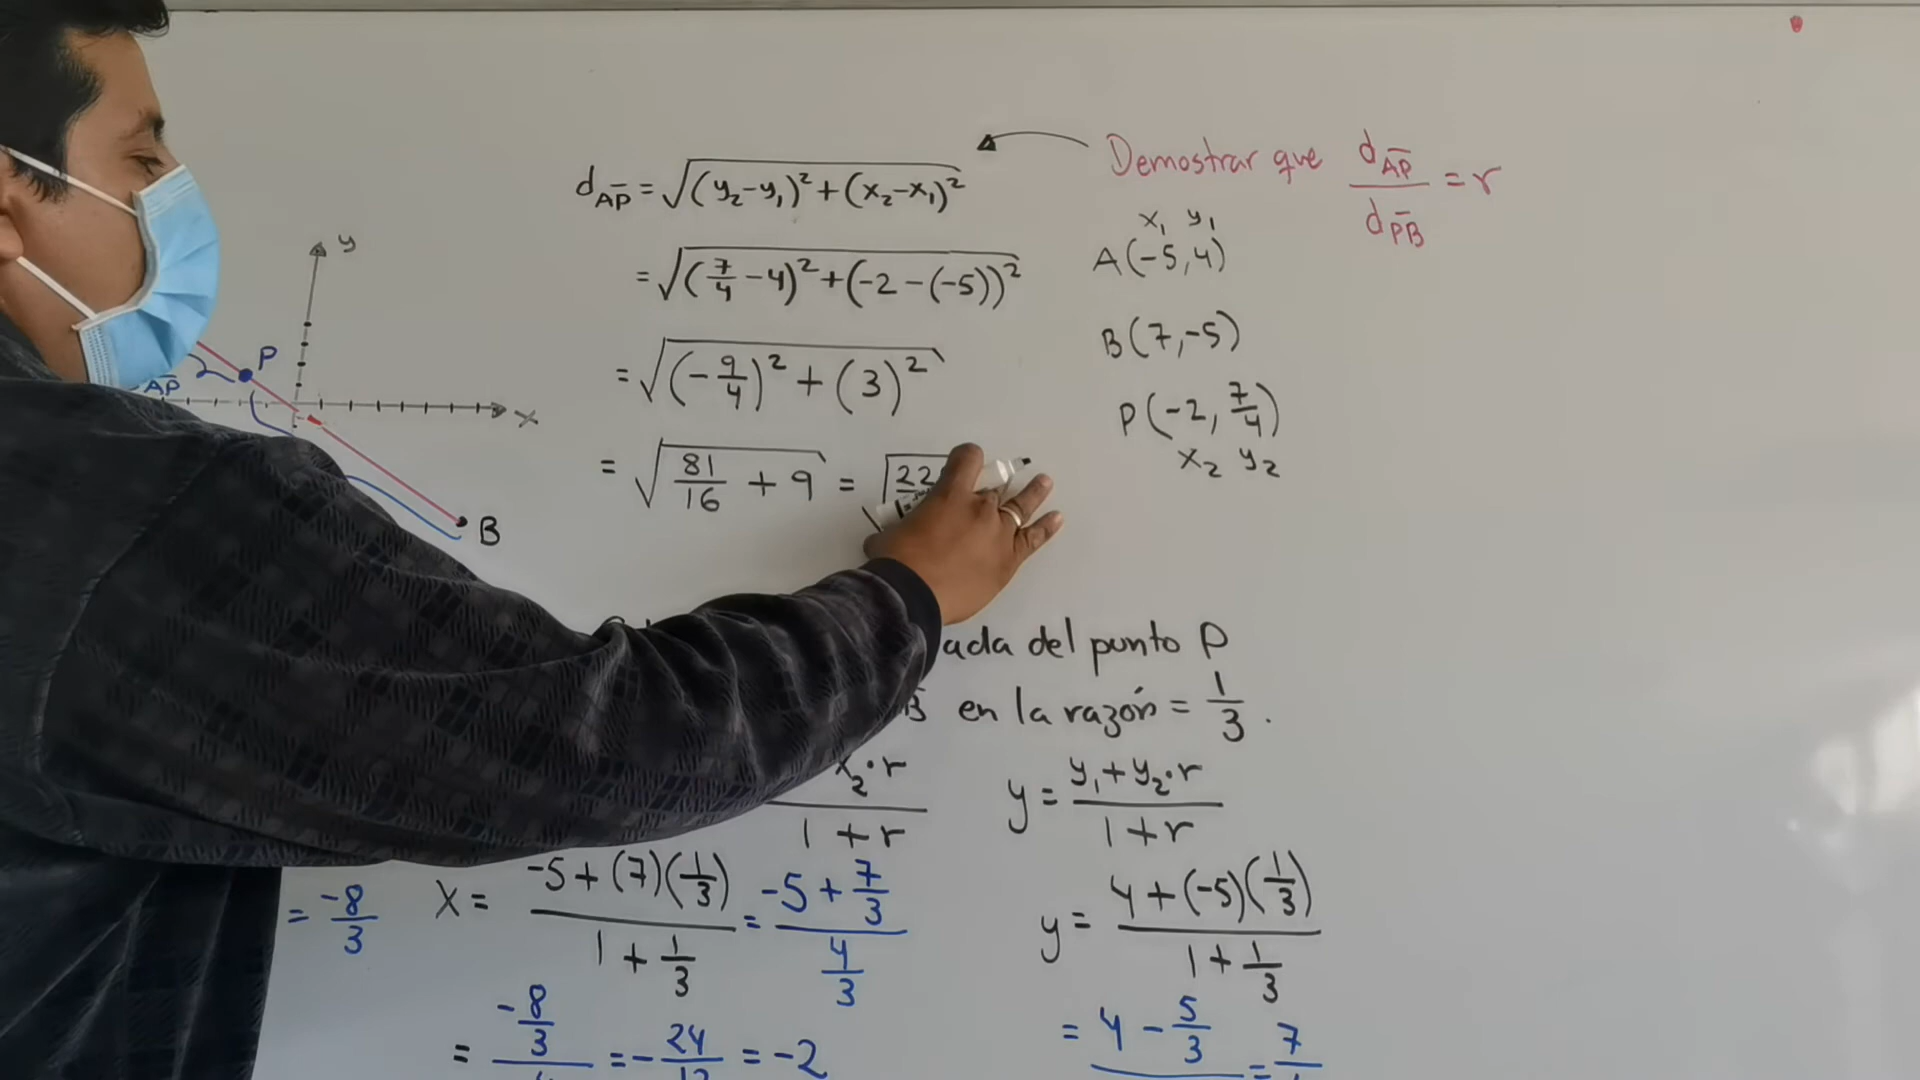 Demostrar que d_AP̅ / d_PB̅ = r
d_AP̅ = √((y₂-y₁)² + (x₂-x₁)²)
= √((7/4 - 4)² + (-2 - (-5))²)
= √((-9/4)² + (3)²)
= √(81/16 + 9) = √22
x₁ y₁
A(-5,4)
B(7,-5)
P(-2, 7/4)
x₂ y₂
y
P
AP̅
x
B
ada del punto P
B̅ en la razón = 1/3 .
x₂·r / 1 + r
y = y₁ + y₂·r / 1 + r
= -8/3
x = -5 + (7)(1/3) / 1 + 1/3 = -5 + 7/3 / 4/3
y = 4 + (-5)(1/3) / 1 + 1/3
= -8/3 = -24 = -2
= 4 - 5/3 = 7